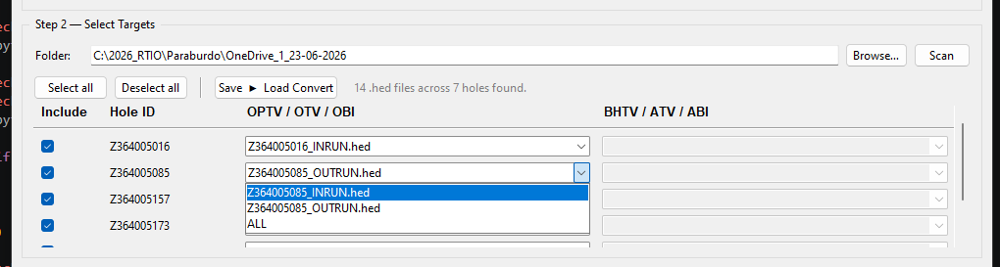 Step 2 — Select Targets
Folder: C:\2026_RTIO\Paraburdo\OneDrive_1_23-06-2026 Browse... Scan
Select all Deselect all Save ► Load Convert 14 .hed files across 7 holes found.
Include Hole ID OPTV / OTV / OBI BHTV / ATV / ABI
Z364005016 Z364005016_INRUN.hed
Z364005085 Z364005085_OUTRUN.hed
Z364005085_INRUN.hed
Z364005157 Z364005085_OUTRUN.hed
Z364005173 ALL